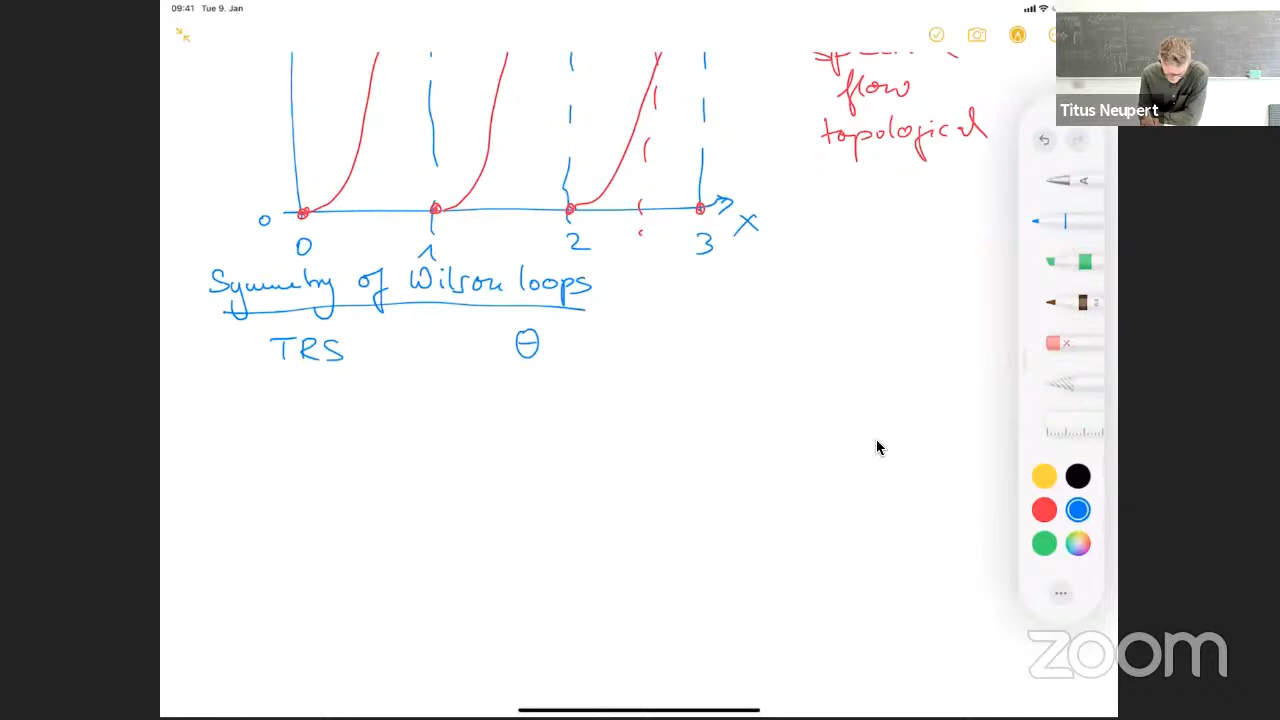 09:41 Tue 9. Jan
flow
topological
Titus Neupert
0
0 1 2 3 X
Symmetry of Wilson loops
TRS Θ
zoom